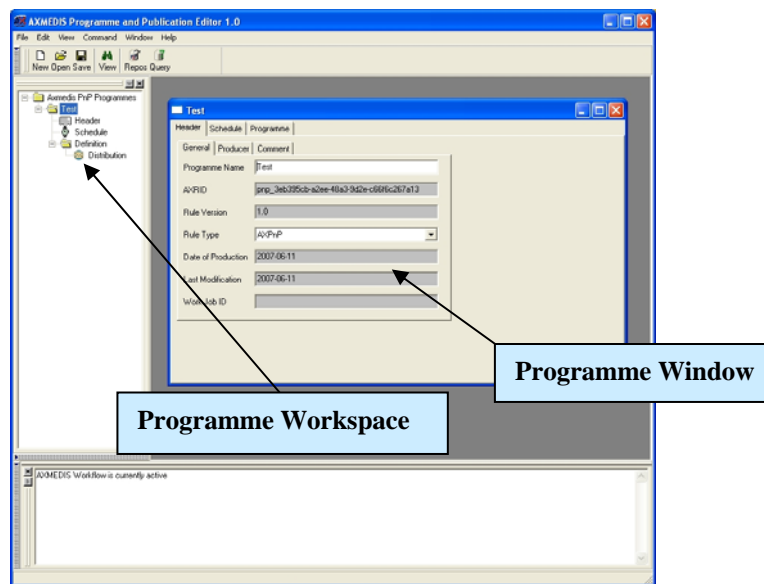 AXMEDIS Programme and Publication Editor 1.0
File Edit View Command Window Help
New Open Save View Repos Query
Axmedis PnP Programmes
Test
Header
Schedule
Definition
Distribution
Test
Header Schedule Programme
General Producer Comment
Programme Name Test
AXRID pnp_3eb395cb-a2ee-48a3-9d2e-c66f6c267a13
Rule Version 1.0
Rule Type AXPnP
Date of Production 2007-06-11
Last Modification 2007-06-11
Work Job ID
Programme Window
Programme Workspace
AXMEDIS Workflow is currently active